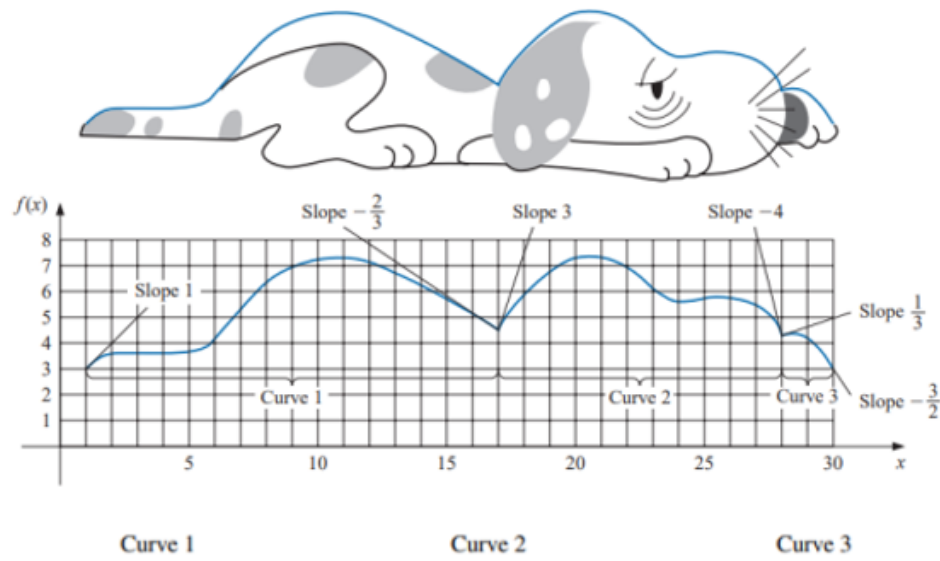 f(x)
Slope −2/3
Slope 3
Slope −4
8
7
6
5
4
3
2
1
Slope 1
Slope 1/3
Slope −3/2
Curve 1
Curve 2
Curve 3
5
10
15
20
25
30
x
Curve 1
Curve 2
Curve 3